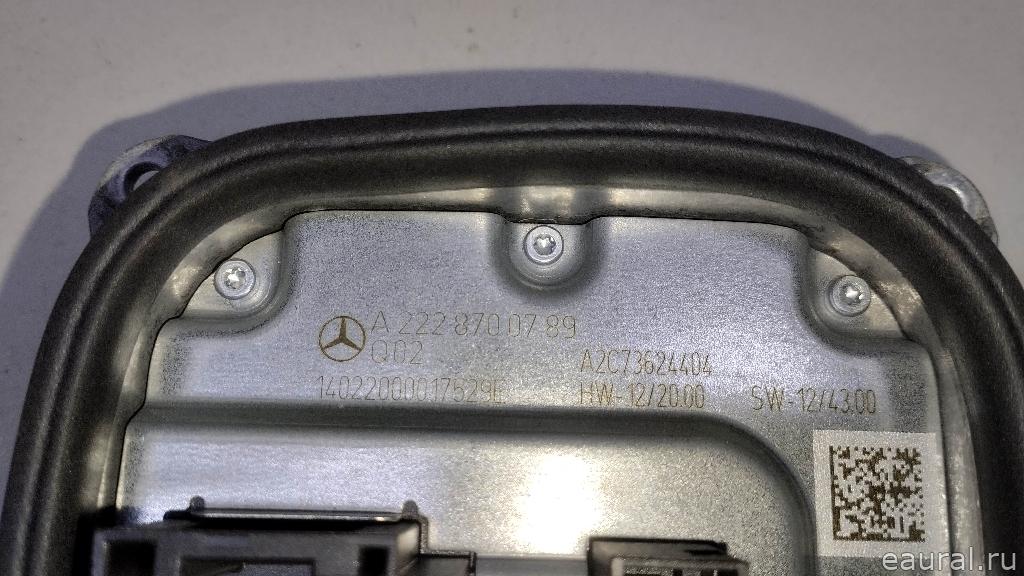 A 222 870 07 89
Q02
14022000017529E
A2C73624404
HW-12/20.00
SW-12/43.00
eaural.ru